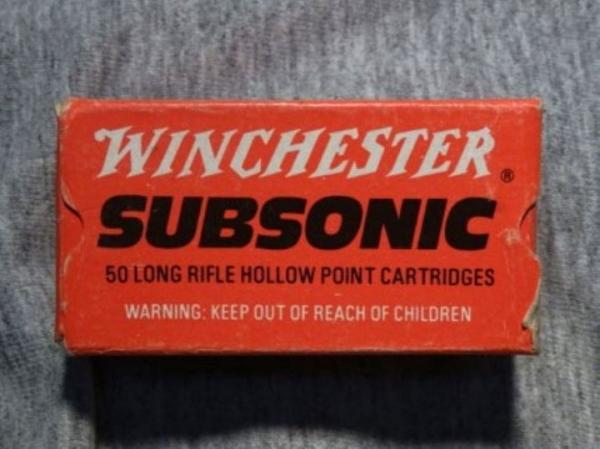 WINCHESTER®
SUBSONIC
50 LONG RIFLE HOLLOW POINT CARTRIDGES
WARNING: KEEP OUT OF REACH OF CHILDREN